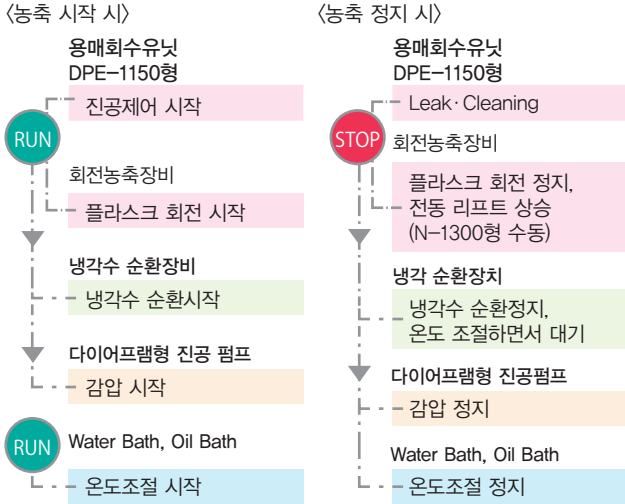 〈농축 시작 시〉
용매회수유닛
DPE-1150형
진공제어 시작
RUN
회전농축장비
플라스크 회전 시작
냉각수 순환장비
냉각수 순환시작
다이어프램형 진공 펌프
감압 시작
RUN
Water Bath, Oil Bath
온도조절 시작
〈농축 정지 시〉
용매회수유닛
DPE-1150형
Leak·Cleaning
STOP
회전농축장비
플라스크 회전 정지,
전동 리프트 상승
(N-1300형 수동)
냉각 순환장치
냉각수 순환정지,
온도 조절하면서 대기
다이어프램형 진공펌프
감압 정지
Water Bath, Oil Bath
온도조절 정지